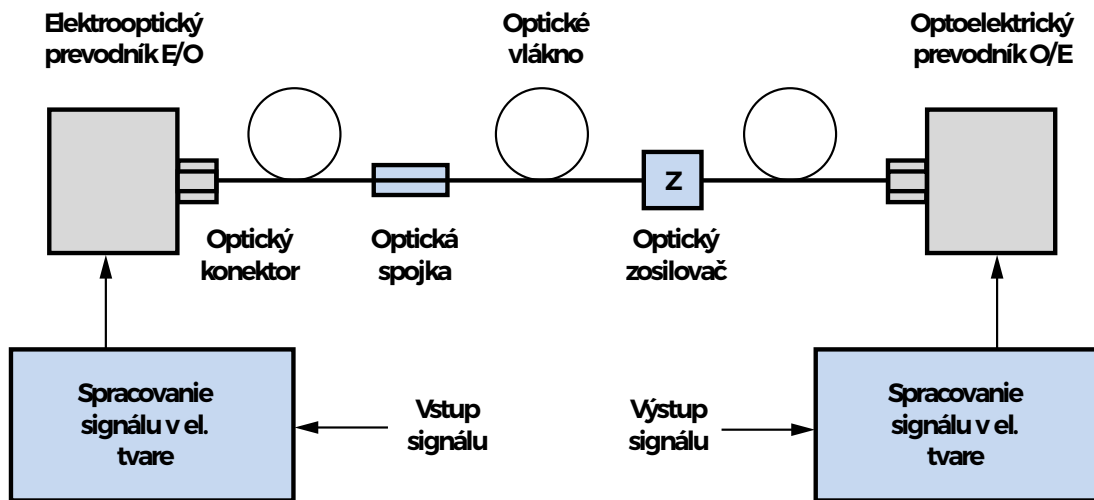 Elektrooptický
prevodník E/O
Optické
vlákno
Optoelektrický
prevodník O/E
Z
Optický
konektor
Optická
spojka
Optický
zosilovač
Spracovanie
signálu v el.
tvare
Vstup
signálu
Výstup
signálu
Spracovanie
signálu v el.
tvare